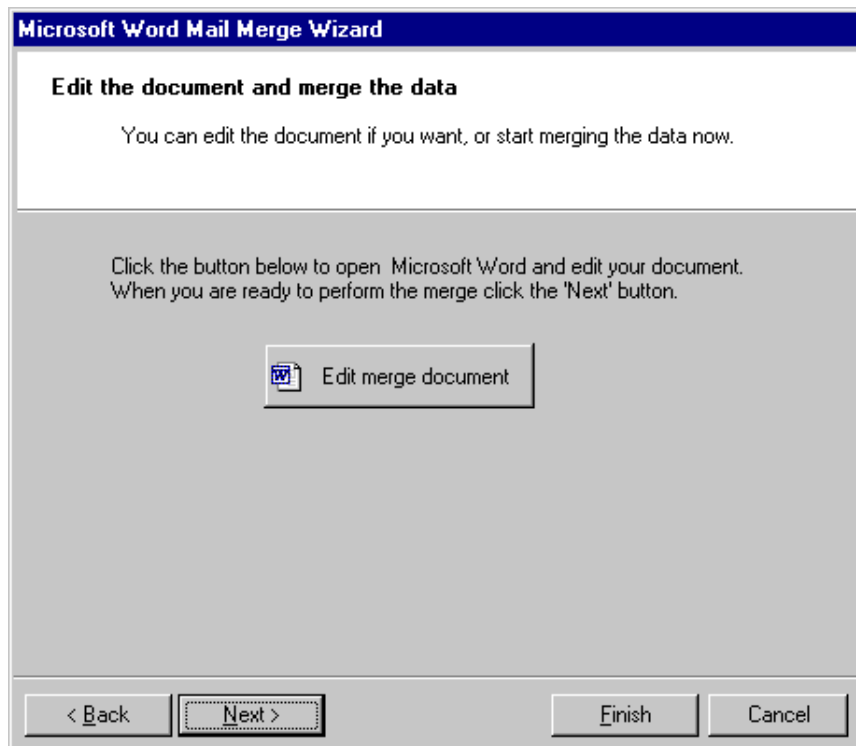 Microsoft Word Mail Merge Wizard
Edit the document and merge the data
You can edit the document if you want, or start merging the data now.
Click the button below to open  Microsoft Word and edit your document.
When you are ready to perform the merge click the 'Next' button.
W Edit merge document
< Back Next > Finish Cancel